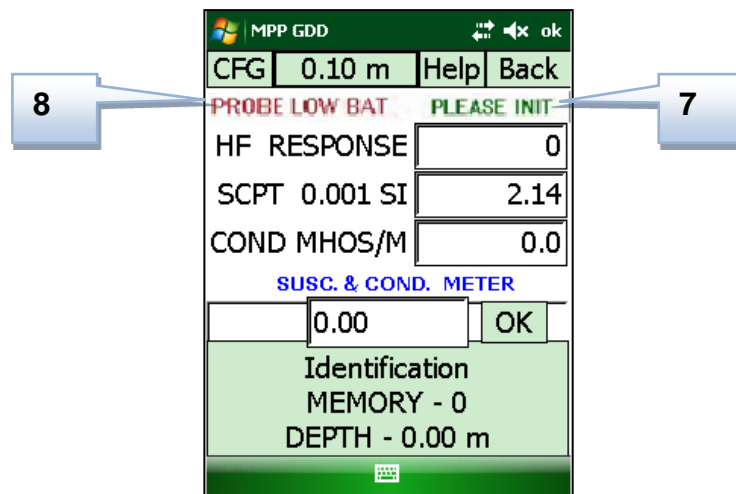 MPP GDD ok
CFG 0.10 m Help Back
8 PROBE LOW BAT PLEASE INIT 7
HF RESPONSE 0
SCPT 0.001 SI 2.14
COND MHOS/M 0.0
SUSC. & COND. METER
0.00 OK
Identification
MEMORY - 0
DEPTH - 0.00 m